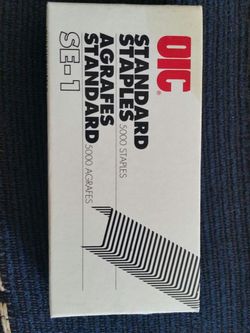 OIC®
STANDARD
STAPLES 5000 STAPLES
AGRAFES
STANDARD 5000 AGRAFES
SE-1